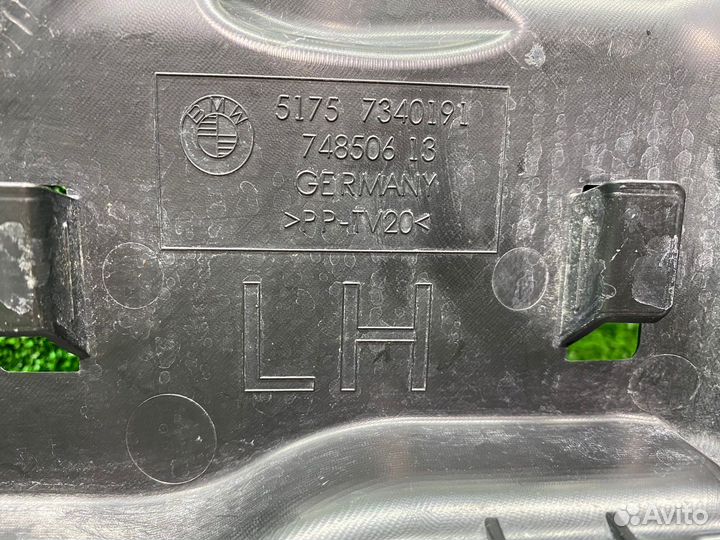 BMW
5175 7340191
748506 13
GERMANY
>PP-TV20<
LH
Avito